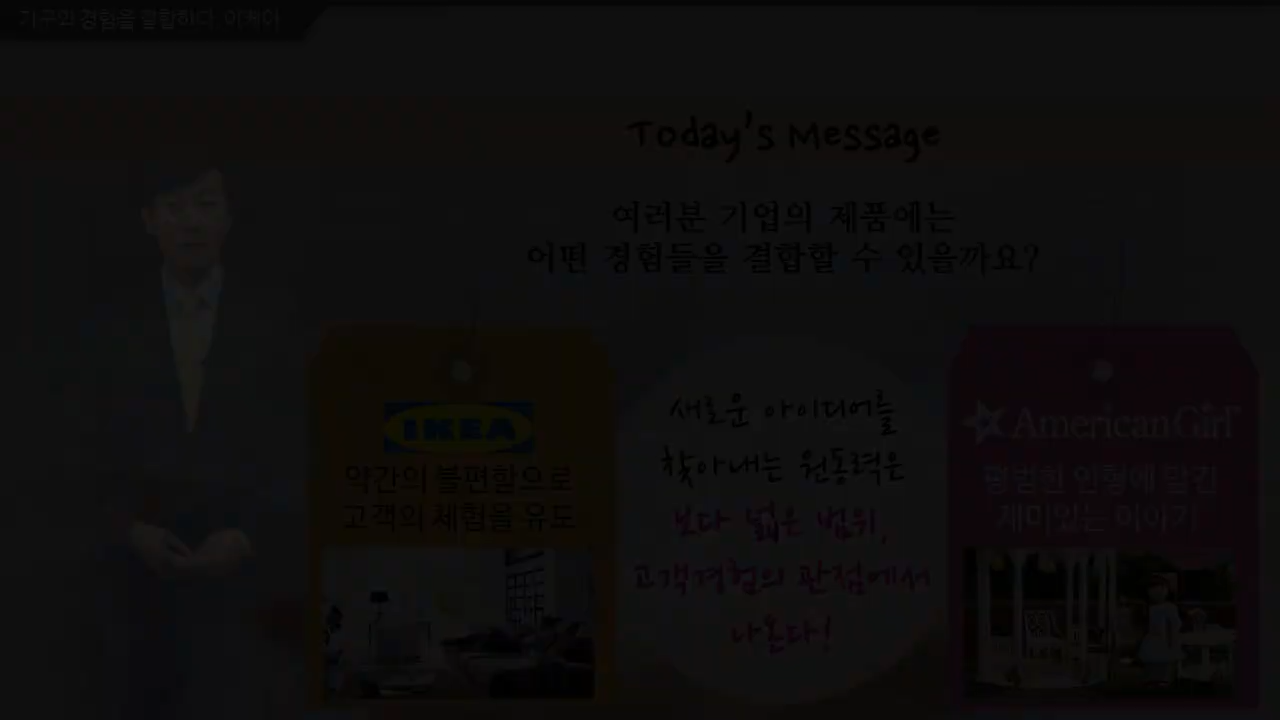 가구와 경험을 결합하다, 이케아
Today's Message
여러분 기업의 제품에는
어떤 경험들을 결합할 수 있을까요?
IKEA
약간의 불편함으로
고객의 체험을 유도
새로운 아이디어를
찾아내는 원동력은
보다 넓은 범위,
고객경험의 관점에서
나온다!
American Girl
평범한 인형에 담긴
재미있는 이야기